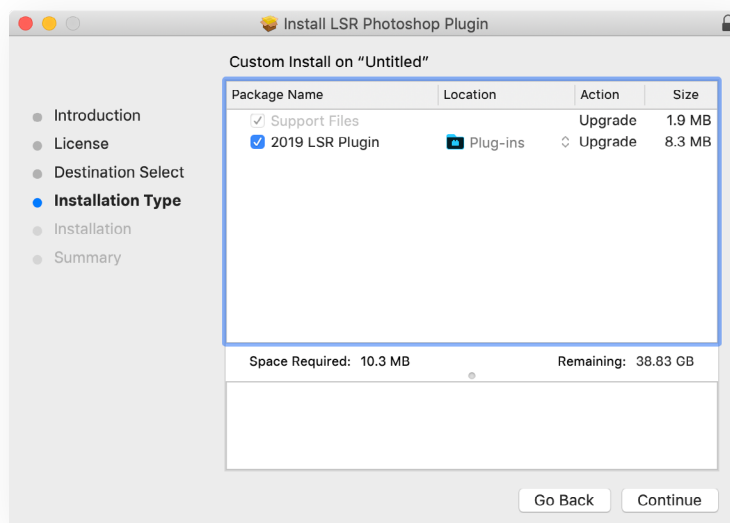 Install LSR Photoshop Plugin
Custom Install on “Untitled”
Introduction
License
Destination Select
Installation Type
Installation
Summary
Package Name Location Action Size
Support Files Upgrade 1.9 MB
2019 LSR Plugin Plug-ins Upgrade 8.3 MB
Space Required: 10.3 MB Remaining: 38.83 GB
Go Back Continue